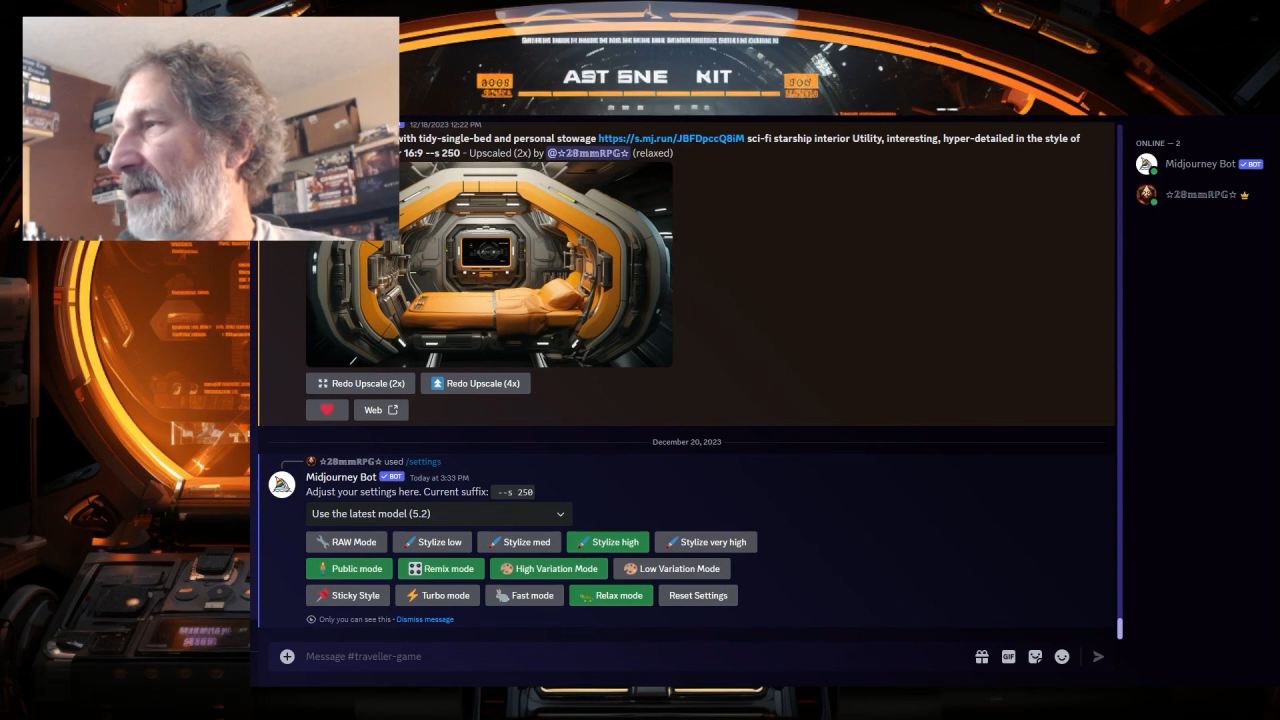 AST SNE KIT
12/18/2023 12:22 PM
ONLINE — 2
with tidy-single-bed and personal stowage https://s.mj.run/JBFDpccQ8iM sci-fi starship interior Utility, interesting, hyper-detailed in the style of
16:9 --s 250 - Upscaled (2x) by @☆28mmRPG☆ (relaxed)
Midjourney Bot ✓ BOT
☆28mmRPG☆
Redo Upscale (2x) Redo Upscale (4x)
Web
December 20, 2023
☆28mmRPG☆ used /settings
Midjourney Bot ✓ BOT Today at 3:33 PM
Adjust your settings here. Current suffix: --s 250
Use the latest model (5.2)
RAW Mode Stylize low Stylize med Stylize high Stylize very high
Public mode Remix mode High Variation Mode Low Variation Mode
Sticky Style Turbo mode Fast mode Relax mode Reset Settings
Only you can see this • Dismiss message
Message #traveller-game
GIF